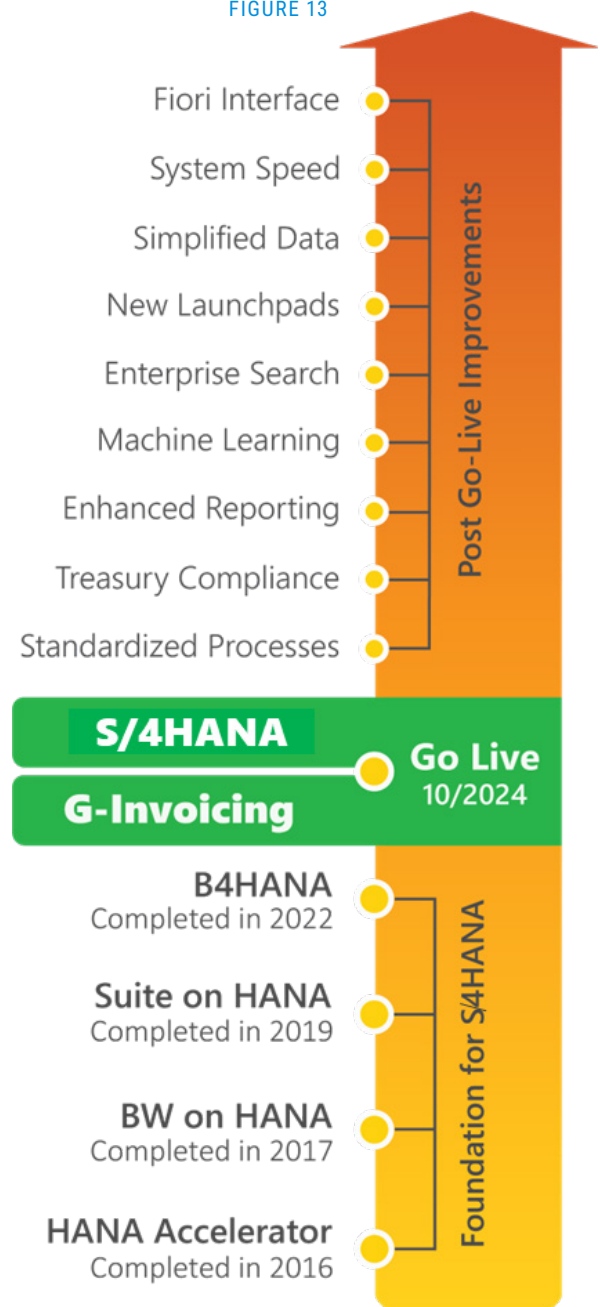 FIGURE 13
Fiori Interface
System Speed
Simplified Data
New Launchpads
Enterprise Search
Machine Learning
Enhanced Reporting
Treasury Compliance
Standardized Processes
Post Go-Live Improvements
S/4HANA
G-Invoicing
Go Live
10/2024
B4HANA
Completed in 2022
Suite on HANA
Completed in 2019
BW on HANA
Completed in 2017
HANA Accelerator
Completed in 2016
Foundation for S/4HANA